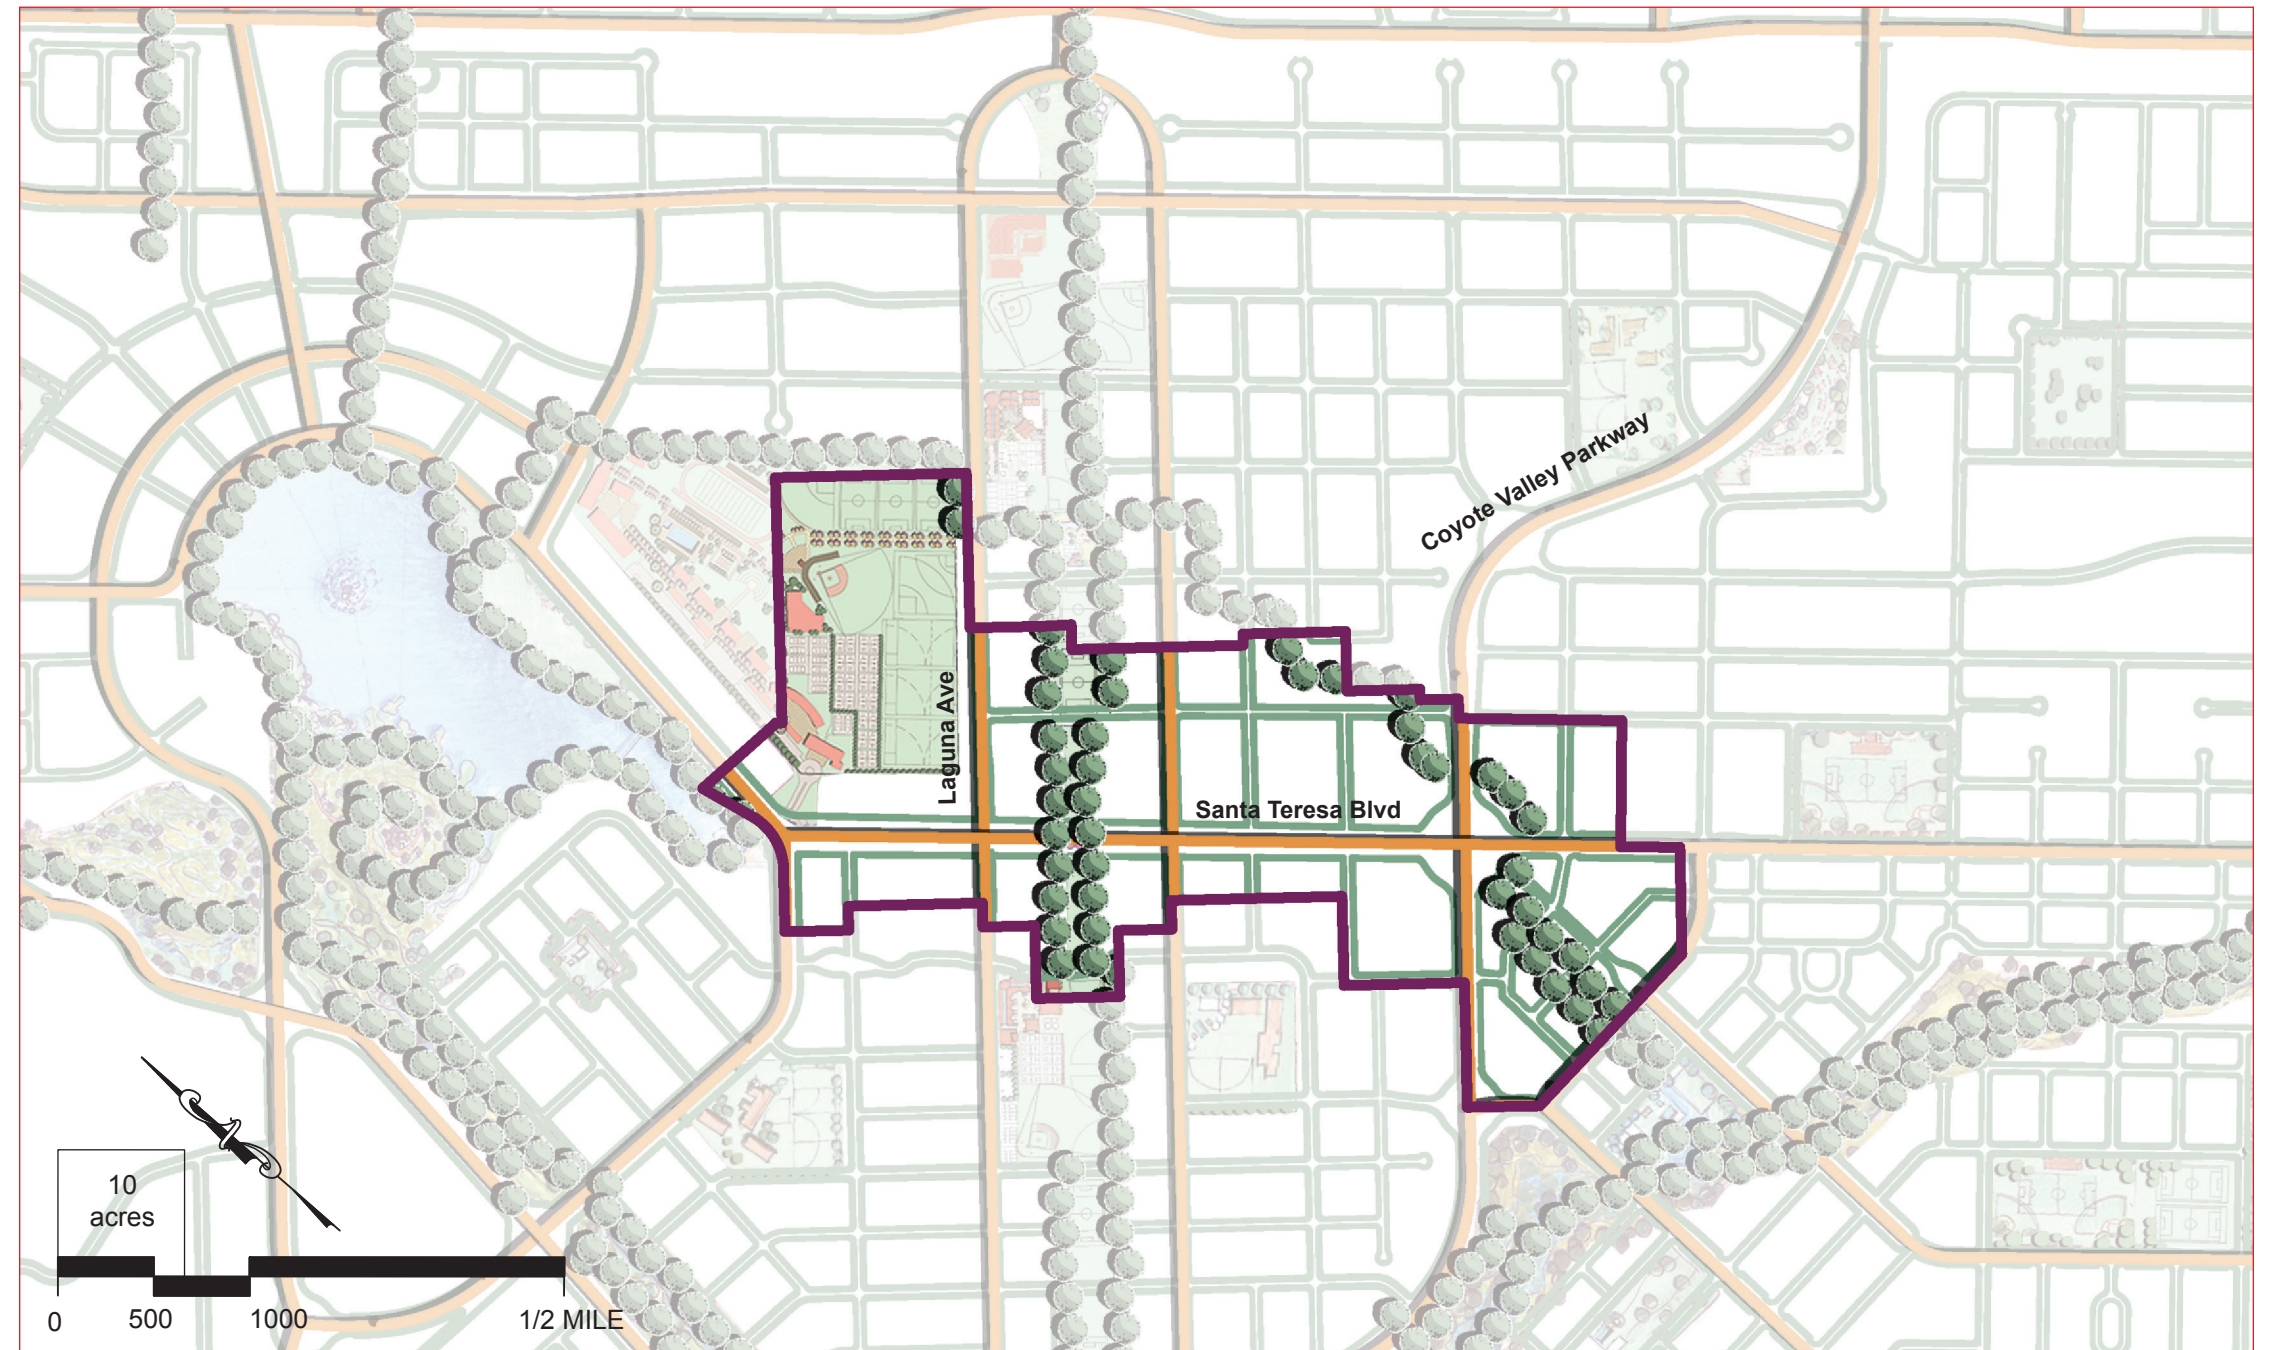 Coyote Valley Parkway
Laguna Ave
Santa Teresa Blvd
10
acres
0
500
1000
1/2 MILE